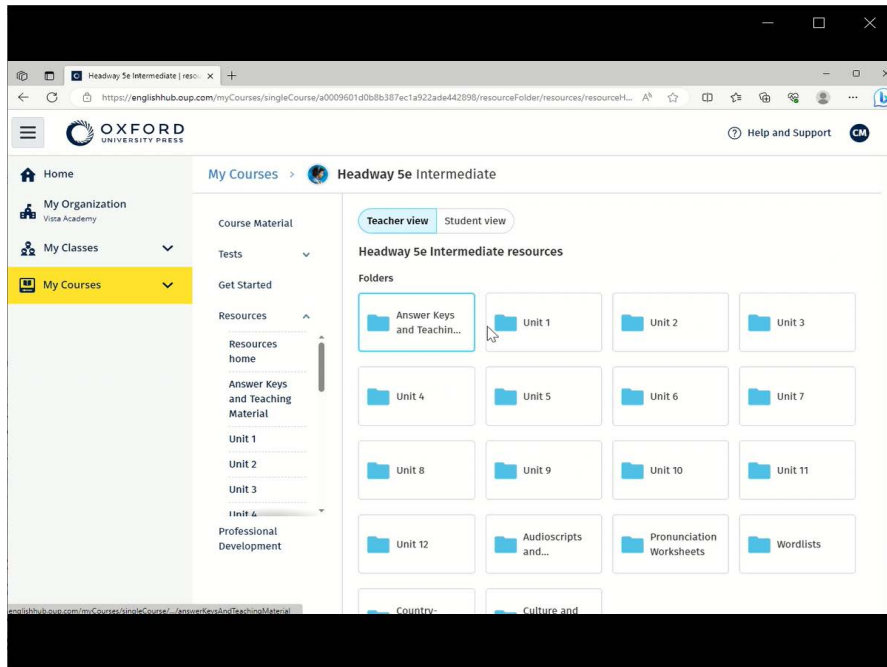 Headway 5e Intermediate | resou
https://englishhub.oup.com/myCourses/singleCourse/a0009601d0b8b387ec1a922ade442898/resourceFolder/resources/resourceH...
OXFORD
UNIVERSITY PRESS
Help and Support
CM
Home
My Organization
Vista Academy
My Classes
My Courses
My Courses > Headway 5e Intermediate
Course Material
Tests
Get Started
Resources
Resources
home
Answer Keys
and Teaching
Material
Unit 1
Unit 2
Unit 3
Unit 4
Professional
Development
Teacher view Student view
Headway 5e Intermediate resources
Folders
Answer Keys
and Teachin...
Unit 1
Unit 2
Unit 3
Unit 4
Unit 5
Unit 6
Unit 7
Unit 8
Unit 9
Unit 10
Unit 11
Unit 12
Audioscripts
and...
Pronunciation
Worksheets
Wordlists
Country-
Culture and
englishhub.oup.com/myCourses/singleCourse/.../answerKeysAndTeachingMaterial